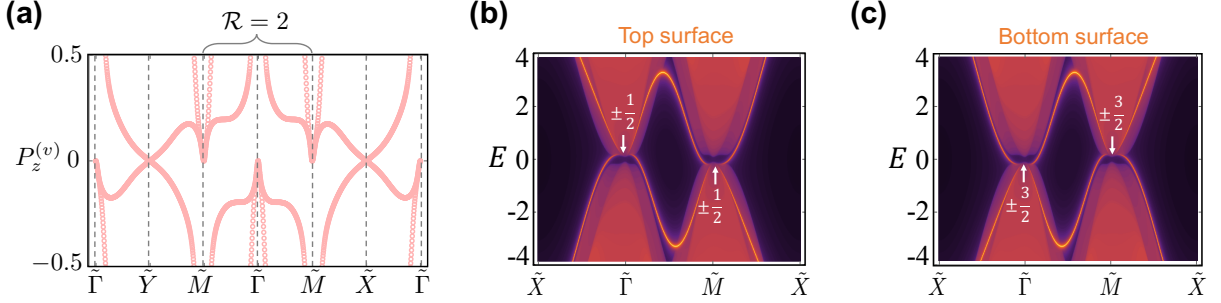 (a)
ℛ = 2
0.5
P_z^{(v)} 0
−0.5
Γ̃ Ỹ M̃ Γ̃ M̃ X̃ Γ̃
(b)
Top surface
4
2
E 0
-2
-4
±1/2
±1/2
X̃ Γ̃ M̃ X̃
(c)
Bottom surface
4
2
E 0
-2
-4
±3/2
±3/2
X̃ Γ̃ M̃ X̃